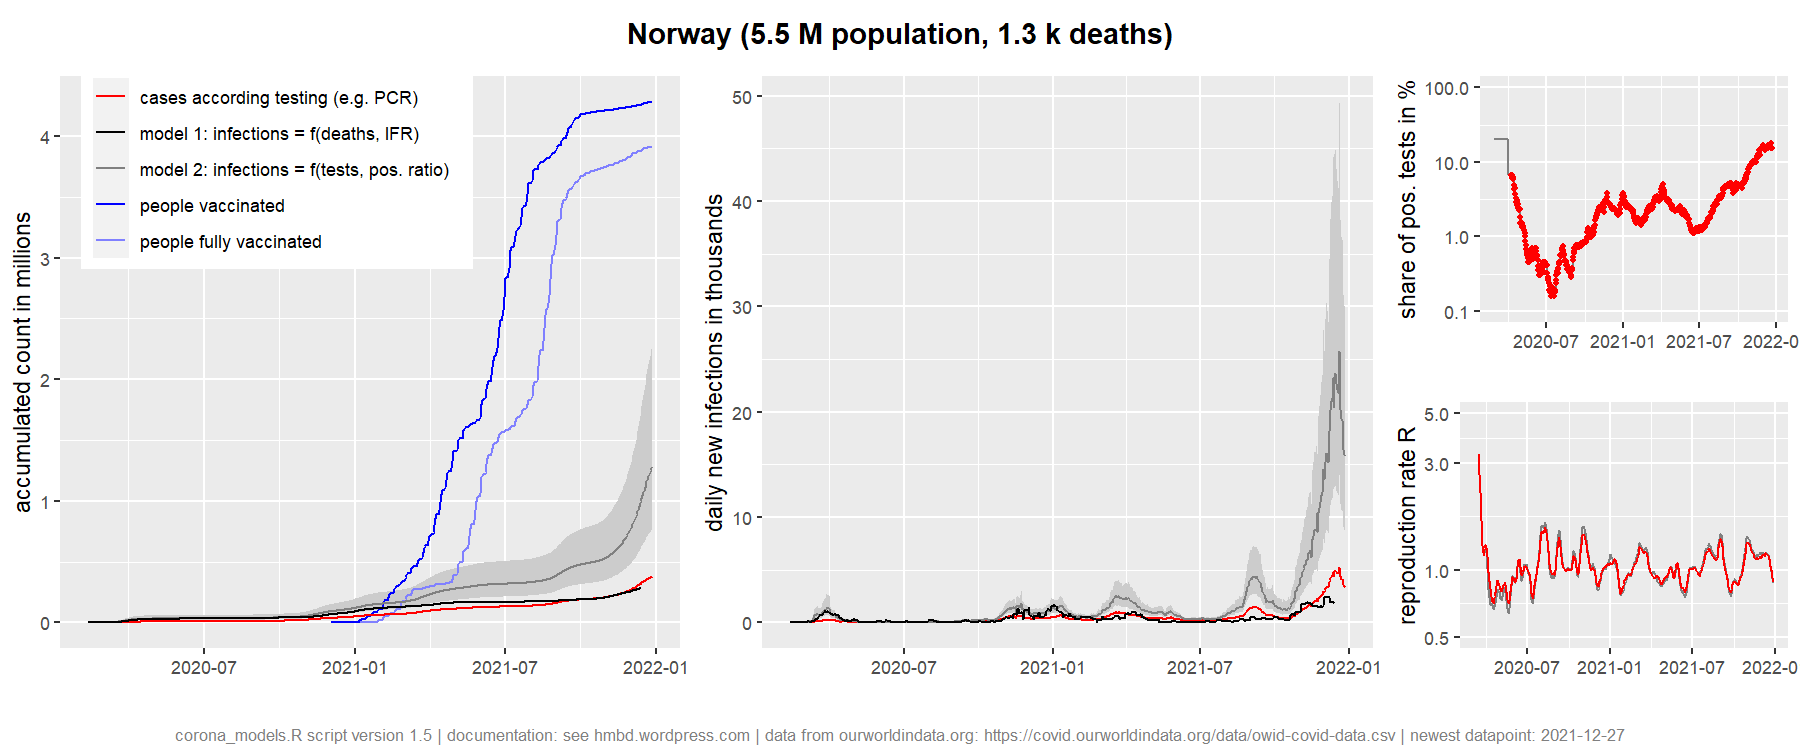 Norway (5.5 M population, 1.3 k deaths)
cases according testing (e.g. PCR)
model 1: infections = f(deaths, IFR)
model 2: infections = f(tests, pos. ratio)
people vaccinated
people fully vaccinated
accumulated count in millions
4
3
2
1
0
2020-07 2021-01 2021-07 2022-01
daily new infections in thousands
50
40
30
20
10
0
2020-07 2021-01 2021-07 2022-01
share of pos. tests in %
100.0
10.0
1.0
0.1
2020-07 2021-01 2021-07 2022-0
reproduction rate R
5.0
3.0
1.0
0.5
2020-07 2021-01 2021-07 2022-0
corona_models.R script version 1.5 | documentation: see hmbd.wordpress.com | data from ourworldindata.org: https://covid.ourworldindata.org/data/owid-covid-data.csv | newest datapoint: 2021-12-27